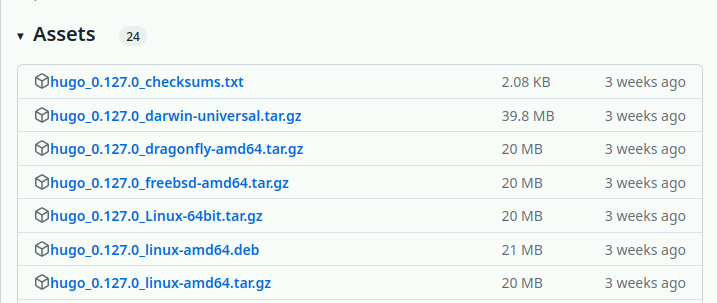 Assets 24
hugo_0.127.0_checksums.txt 2.08 KB 3 weeks ago
hugo_0.127.0_darwin-universal.tar.gz 39.8 MB 3 weeks ago
hugo_0.127.0_dragonfly-amd64.tar.gz 20 MB 3 weeks ago
hugo_0.127.0_freebsd-amd64.tar.gz 20 MB 3 weeks ago
hugo_0.127.0_Linux-64bit.tar.gz 20 MB 3 weeks ago
hugo_0.127.0_linux-amd64.deb 21 MB 3 weeks ago
hugo_0.127.0_linux-amd64.tar.gz 20 MB 3 weeks ago